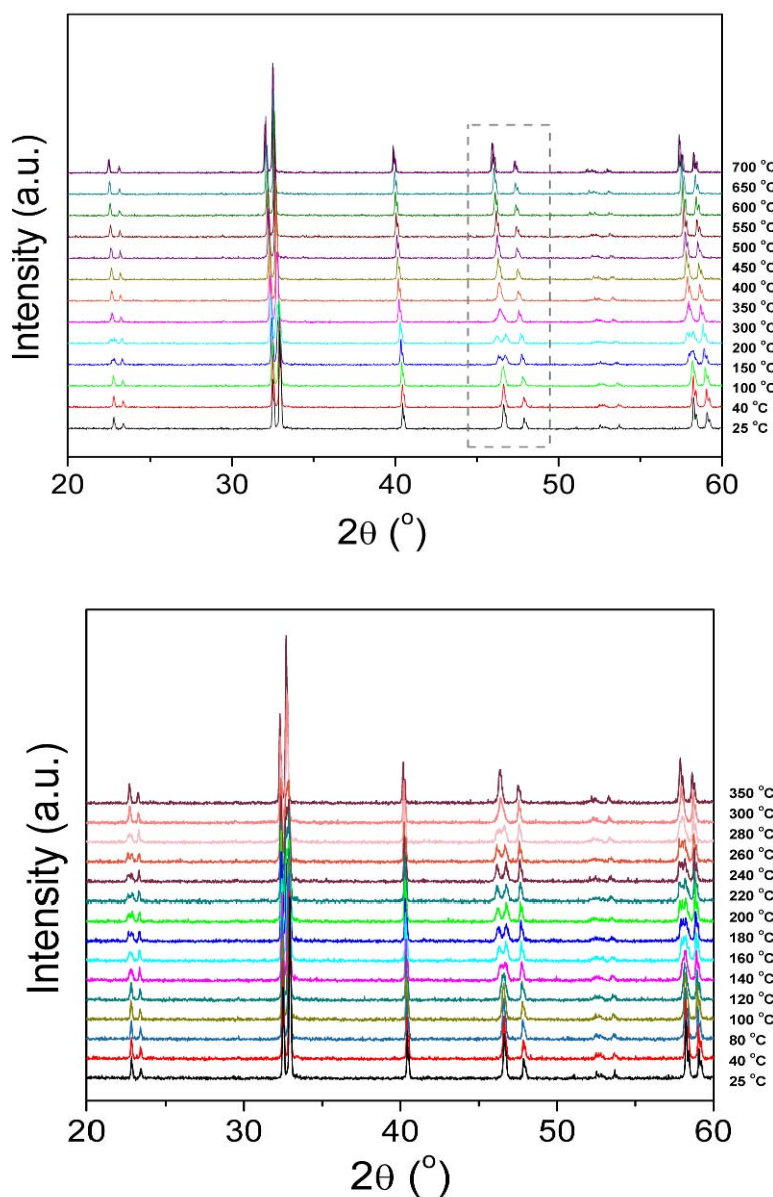 Intensity (a.u.)
700 °C
650 °C
600 °C
550 °C
500 °C
450 °C
400 °C
350 °C
300 °C
200 °C
150 °C
100 °C
40 °C
25 °C
20 30 40 50 60
2θ (°)
Intensity (a.u.)
350 °C
300 °C
280 °C
260 °C
240 °C
220 °C
200 °C
180 °C
160 °C
140 °C
120 °C
100 °C
80 °C
40 °C
25 °C
20 30 40 50 60
2θ (°)